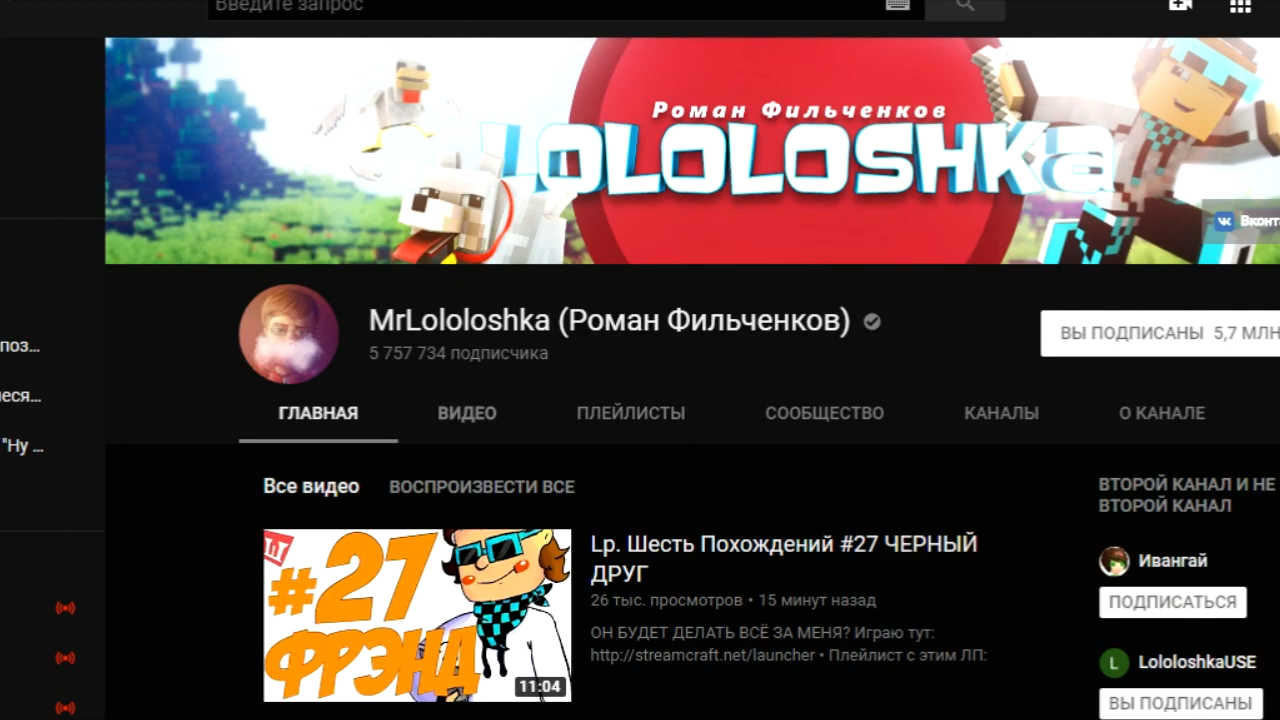 Введите запрос
Роман Фильченков
LOLOLOSHKa
Вконта
MrLololoshka (Роман Фильченков)
5 757 734 подписчика
ВЫ ПОДПИСАНЫ 5,7 МЛН
поз...
еся...
"Ну ...
ГЛАВНАЯ
ВИДЕО
ПЛЕЙЛИСТЫ
СООБЩЕСТВО
КАНАЛЫ
О КАНАЛЕ
Все видео
ВОСПРОИЗВЕСТИ ВСЕ
#27
ФРЭНД
11:04
Lp. Шесть Похождений #27 ЧЕРНЫЙ
ДРУГ
26 тыс. просмотров • 15 минут назад
ОН БУДЕТ ДЕЛАТЬ ВСЁ ЗА МЕНЯ? Играю тут:
http://streamcraft.net/launcher • Плейлист с этим ЛП:
ВТОРОЙ КАНАЛ И НЕ
ВТОРОЙ КАНАЛ
Ивангай
ПОДПИСАТЬСЯ
L
LololoshkaUSE
ВЫ ПОДПИСАНЫ